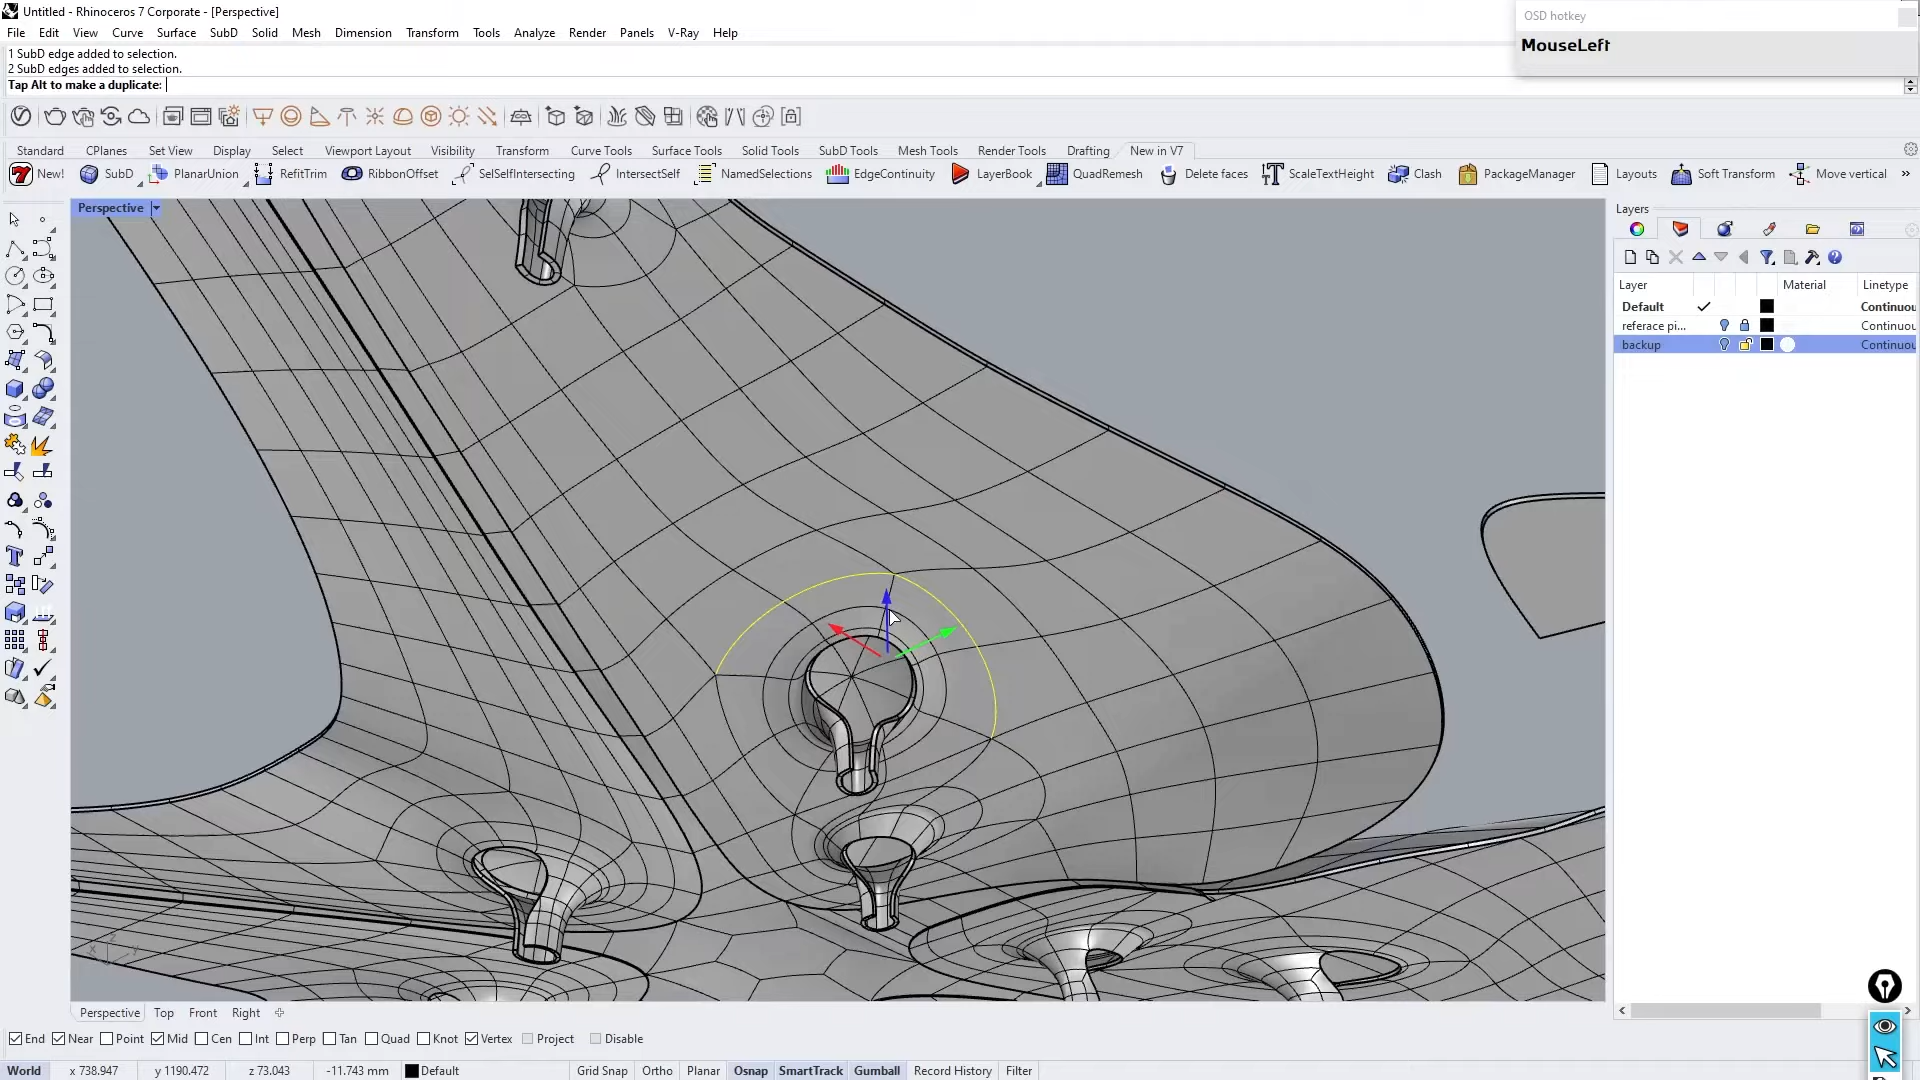 Untitled - Rhinoceros 7 Corporate - [Perspective]
OSD hotkey
MouseLeft
File Edit View Curve Surface SubD Solid Mesh Dimension Transform Tools Analyze Render Panels V-Ray Help
1 SubD edge added to selection.
2 SubD edges added to selection.
Tap Alt to make a duplicate:
Standard CPlanes Set View Display Select Viewport Layout Visibility Transform Curve Tools Surface Tools Solid Tools SubD Tools Mesh Tools Render Tools Drafting New in V7
7 New! SubD PlanarUnion RefitTrim RibbonOffset SelSelfIntersecting IntersectSelf NamedSelections EdgeContinuity LayerBook QuadRemesh Delete faces ScaleTextHeight Clash PackageManager Layouts Soft Transform Move vertical »
Perspective
Layers
Layer Material Linetype
Default Continuou
referace pi... Continuou
backup Continuou
z
x y
Perspective Top Front Right
End Near Point Mid Cen Int Perp Tan Quad Knot Vertex Project Disable
World x 738.947 y 1190.472 z 73.043 -11.743 mm Default Grid Snap Ortho Planar Osnap SmartTrack Gumball Record History Filter